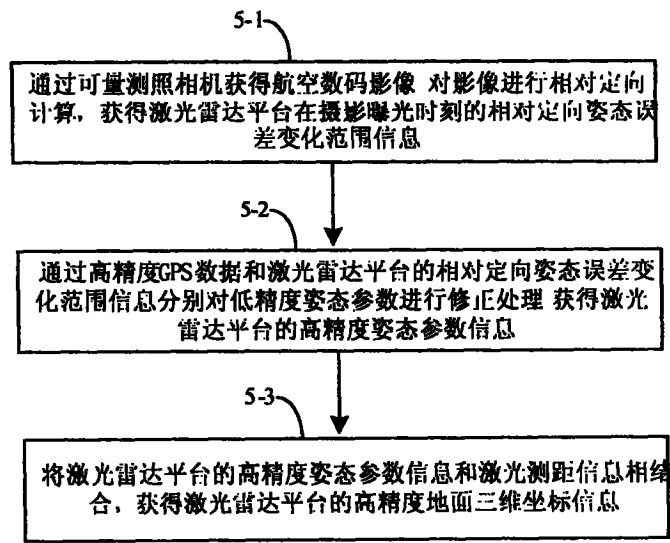 5-1
通过可量测照相机获得航空数码影像 对影像进行相对定向
计算，获得激光雷达平台在摄影曝光时刻的相对定向姿态误
差变化范围信息
5-2
通过高精度GPS数据和激光雷达平台的相对定向姿态误差变
化范围信息分别对低精度姿态参数进行修正处理 获得激光
雷达平台的高精度姿态参数信息
5-3
将激光雷达平台的高精度姿态参数信息和激光测距信息相结
合，获得激光雷达平台的高精度地面三维坐标信息